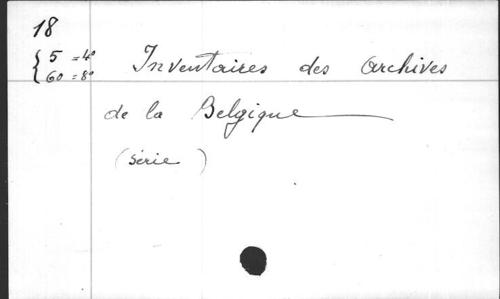 18
{ 5 = 4° Inventaires des Archives
60 = 8°
de la Belgique
(série)